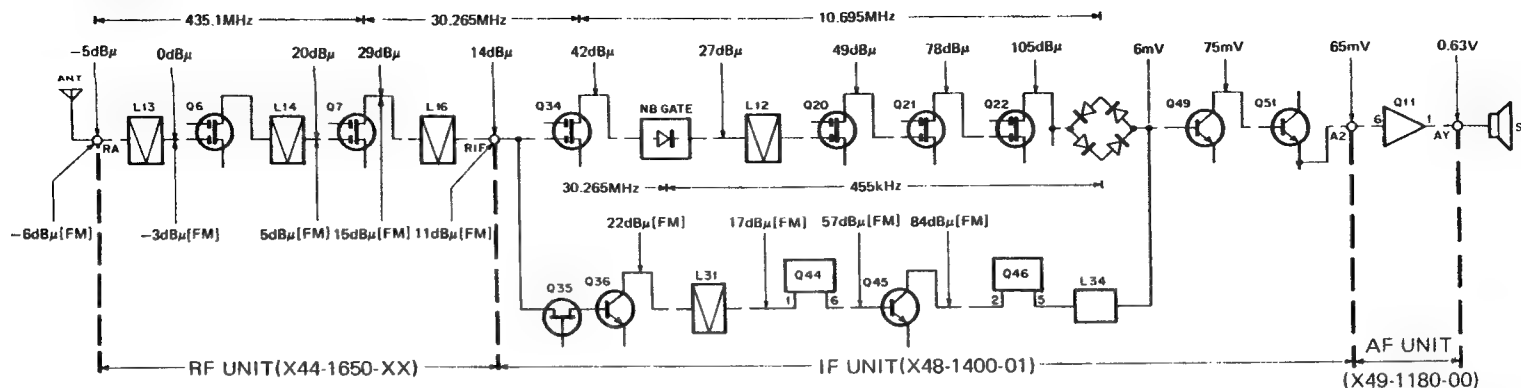 435.1MHz 30.265MHz 10.695MHz
-5dBμ 0dBμ 20dBμ 29dBμ 14dBμ 42dBμ 27dBμ 49dBμ 78dBμ 105dBμ 6mV 75mV 65mV 0.63V
ANT
L13 Q6 L14 Q7 L16 Q34 NB GATE L12 Q20 Q21 Q22 Q49 Q51 Q11
RA RIF A2 6 1 AY S
30.265MHz 455kHz
-6dBμ[FM] -3dBμ[FM] 5dBμ[FM] 15dBμ[FM] 11dBμ[FM] 22dBμ[FM] 17dBμ[FM] 57dBμ[FM] 84dBμ[FM]
Q35 Q36 L31 Q44 Q45 Q46 L34
1 6 2 5
RF UNIT(X44-1650-XX) IF UNIT(X48-1400-01) AF UNIT
(X49-1180-00)